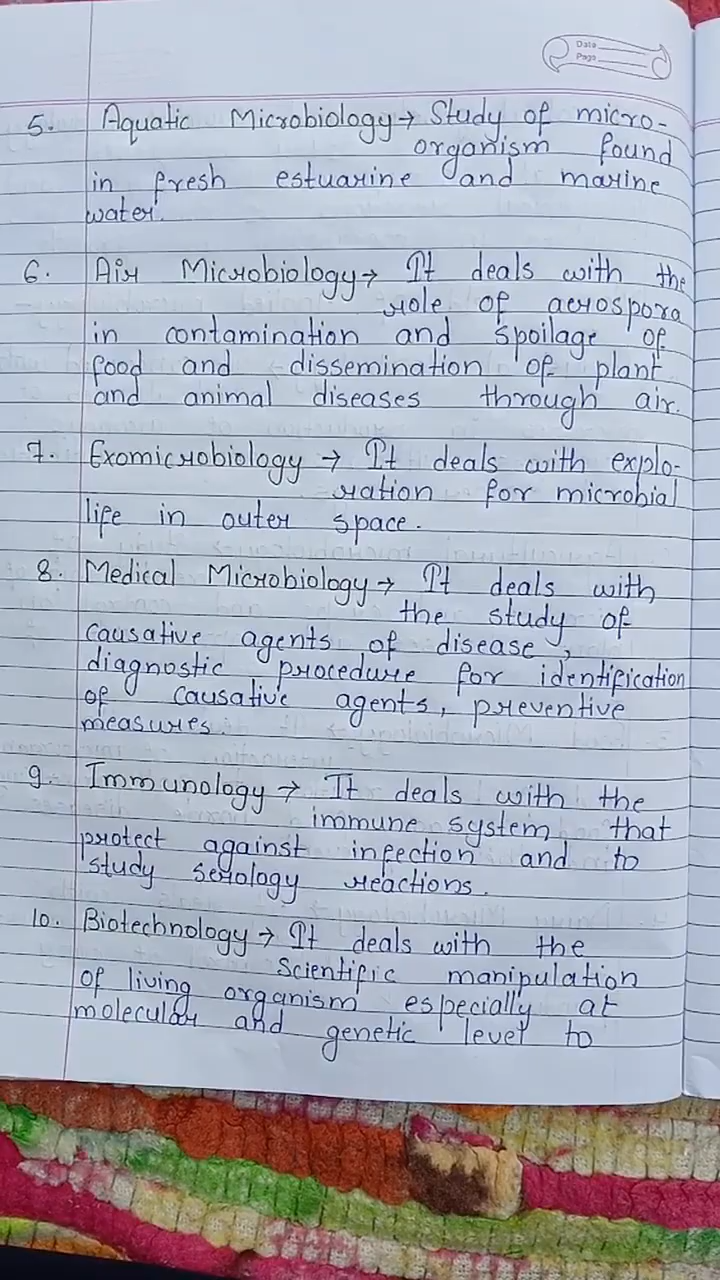 Date
Page
5. Aquatic Microbiology → Study of micro-
organism found
in fresh estuarine and marine
water.
6. Air Microbiology → It deals with the
role of aerospora
in contamination and spoilage of
food and dissemination of plant
and animal diseases through air.
7. Exomicrobiology → It deals with explo-
ration for microbial
life in outer space.
8. Medical Microbiology → It deals with
the study of
causative agents of disease,
diagnostic procedure for identification
of causative agents, preventive
measures.
9. Immunology → It deals with the
immune system that
protect against infection and to
study serology reactions.
10. Biotechnology → It deals with the
Scientific manipulation
of living organism especially at
molecular and genetic level to